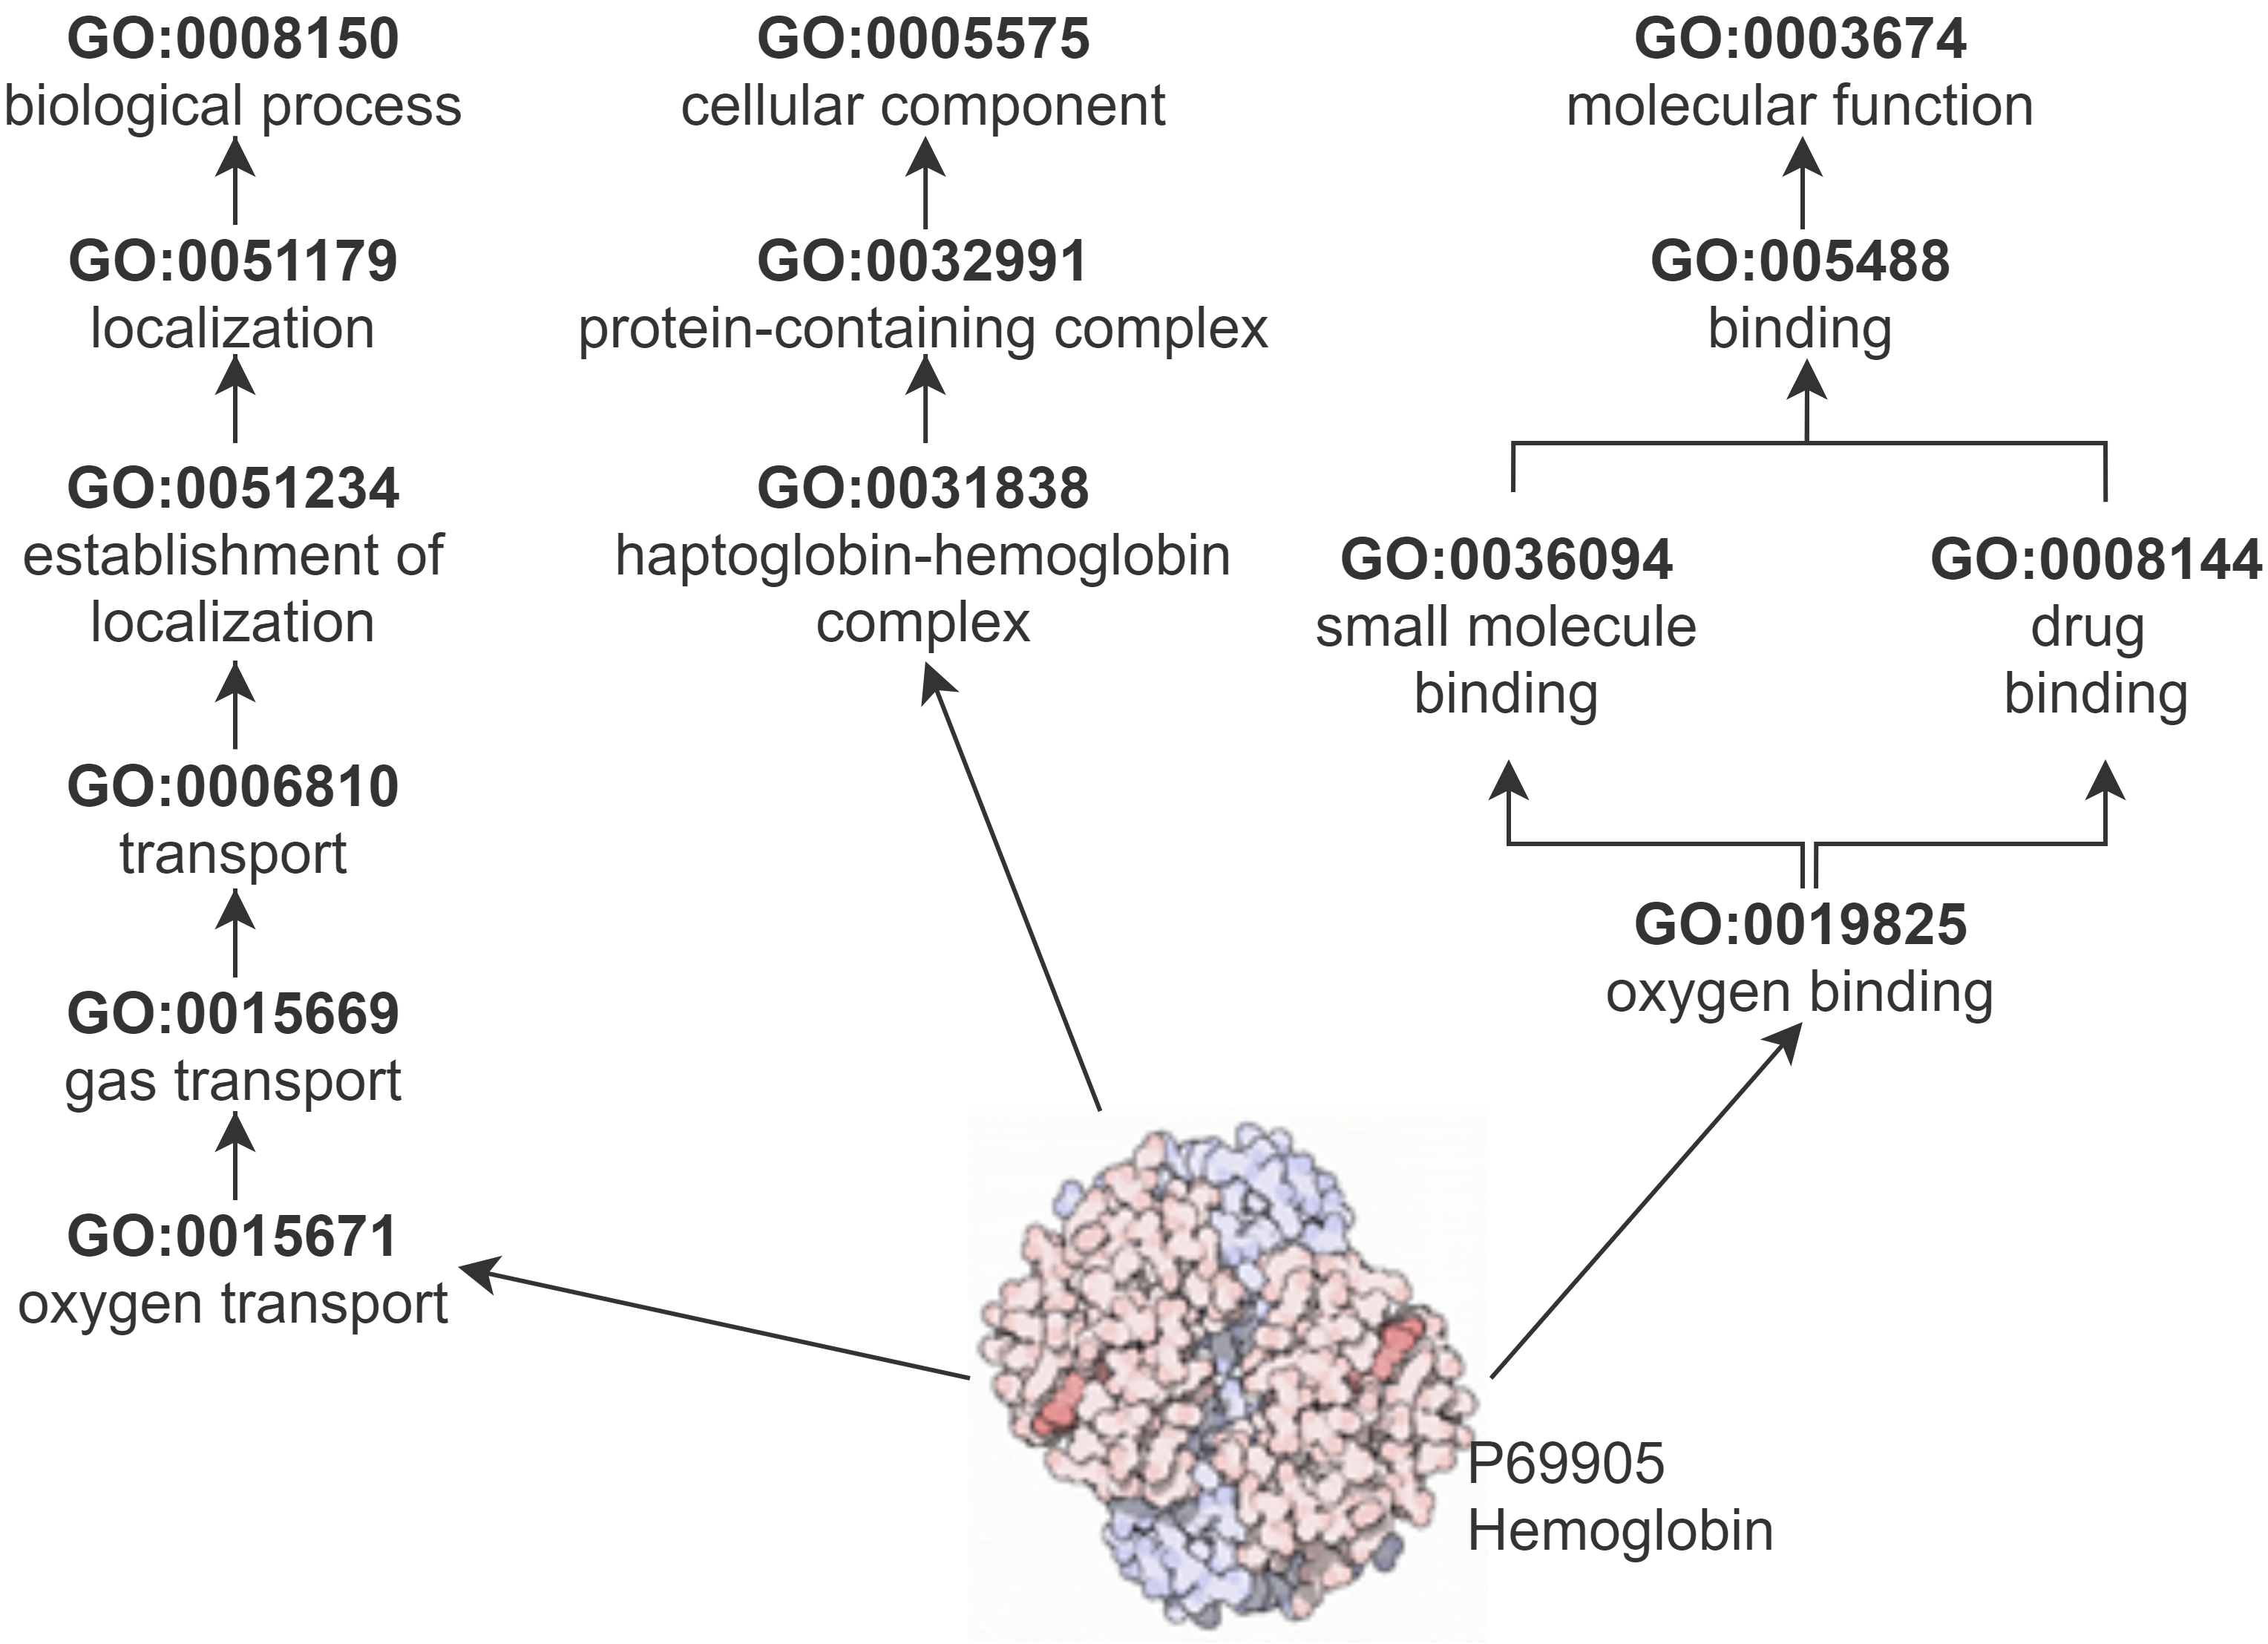 GO:0008150
biological process
GO:0051179
localization
GO:0051234
establishment of
localization
GO:0006810
transport
GO:0015669
gas transport
GO:0015671
oxygen transport
GO:0005575
cellular component
GO:0032991
protein-containing complex
GO:0031838
haptoglobin-hemoglobin
complex
GO:0003674
molecular function
GO:005488
binding
GO:0036094
small molecule
binding
GO:0008144
drug
binding
GO:0019825
oxygen binding
P69905
Hemoglobin